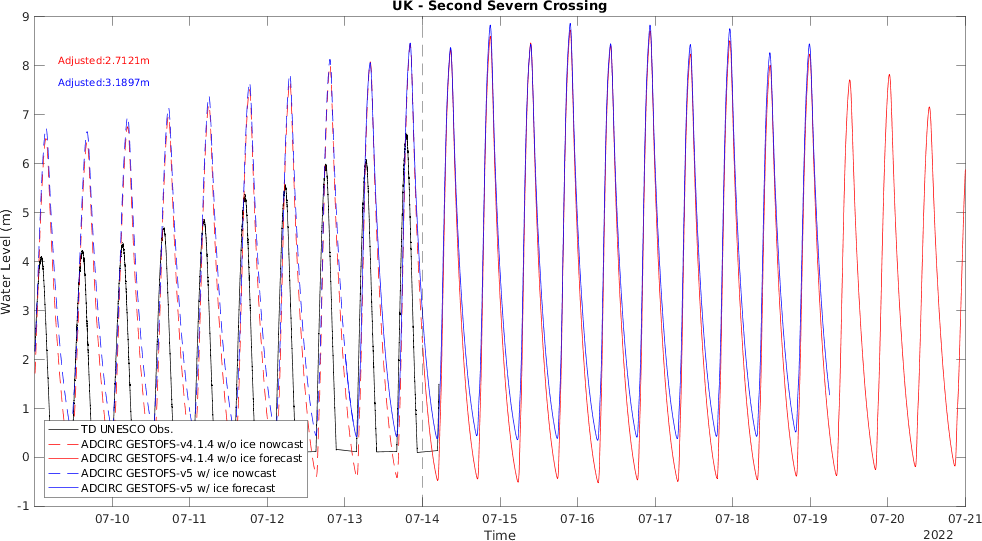 UK - Second Severn Crossing
9
8
7
6
5
4
3
2
1
0
-1
Water Level (m)
Adjusted:2.7121m
Adjusted:3.1897m
TD UNESCO Obs.
ADCIRC GESTOFS-v4.1.4 w/o ice nowcast
ADCIRC GESTOFS-v4.1.4 w/o ice forecast
ADCIRC GESTOFS-v5 w/ ice nowcast
ADCIRC GESTOFS-v5 w/ ice forecast
07-10 07-11 07-12 07-13 07-14 07-15 07-16 07-17 07-18 07-19 07-20 07-21
Time
2022